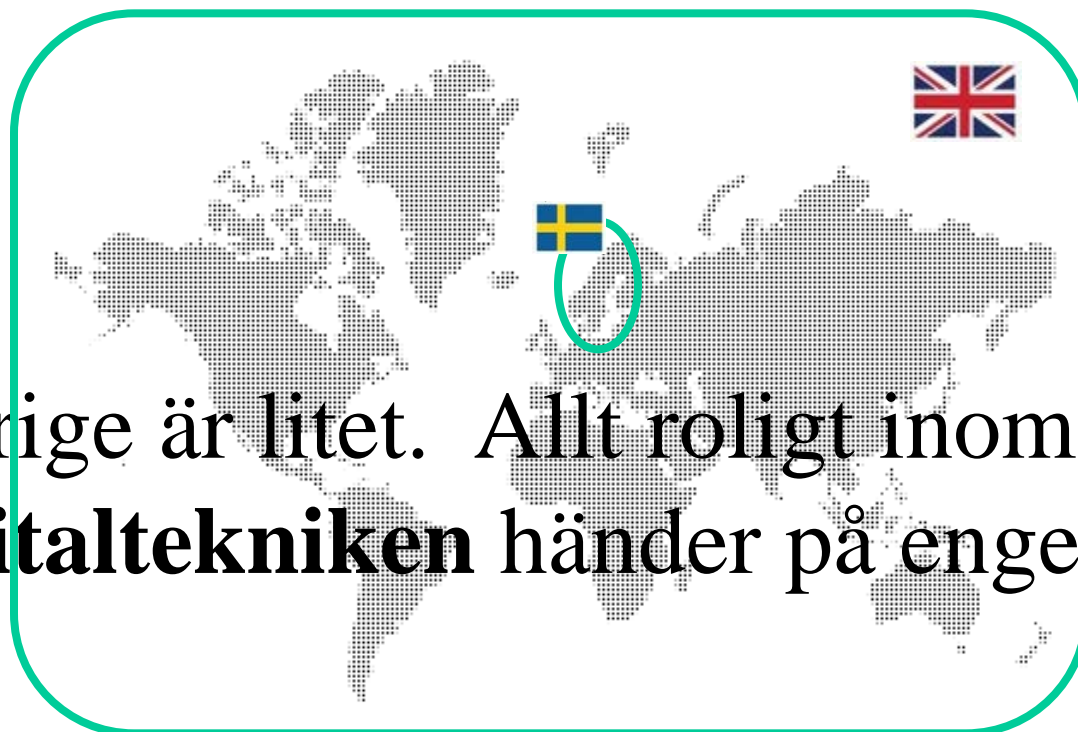 rige är litet. Allt roligt inom
italtekniken händer på enge